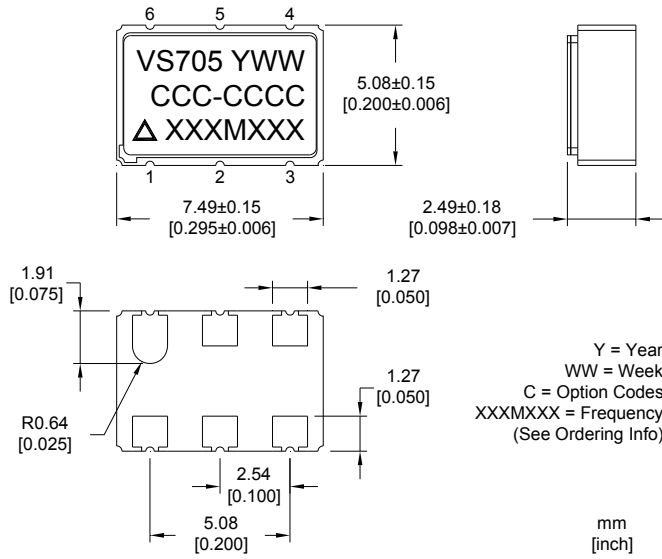 6 5 4
VS705 YWW
CCC-CCCC
△ XXXMXXX
1 2 3
5.08±0.15
[0.200±0.006]
7.49±0.15
[0.295±0.006]
2.49±0.18
[0.098±0.007]
1.91
[0.075]
1.27
[0.050]
1.27
[0.050]
R0.64
[0.025]
2.54
[0.100]
5.08
[0.200]
Y = Year
WW = Week
C = Option Codes
XXXMXXX = Frequency
(See Ordering Info)
mm
[inch]